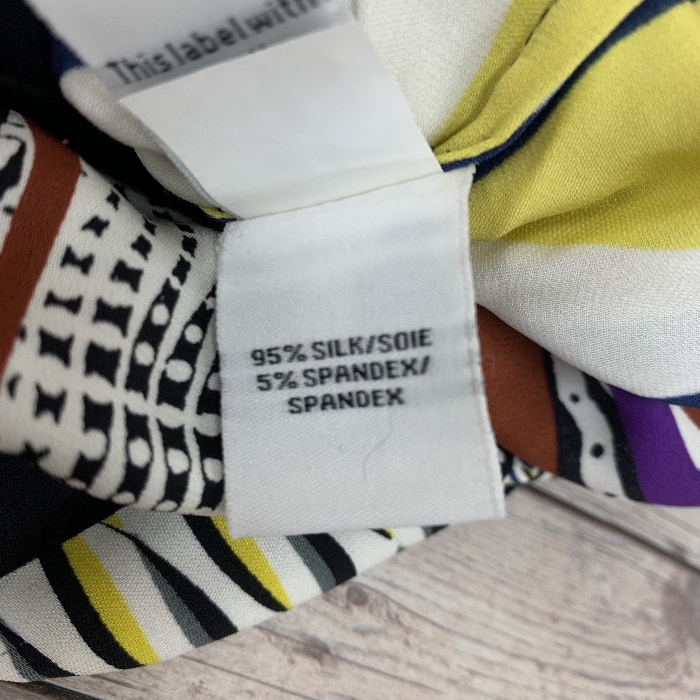 This label with
95% SILK/SOIE
5% SPANDEX/
SPANDEX